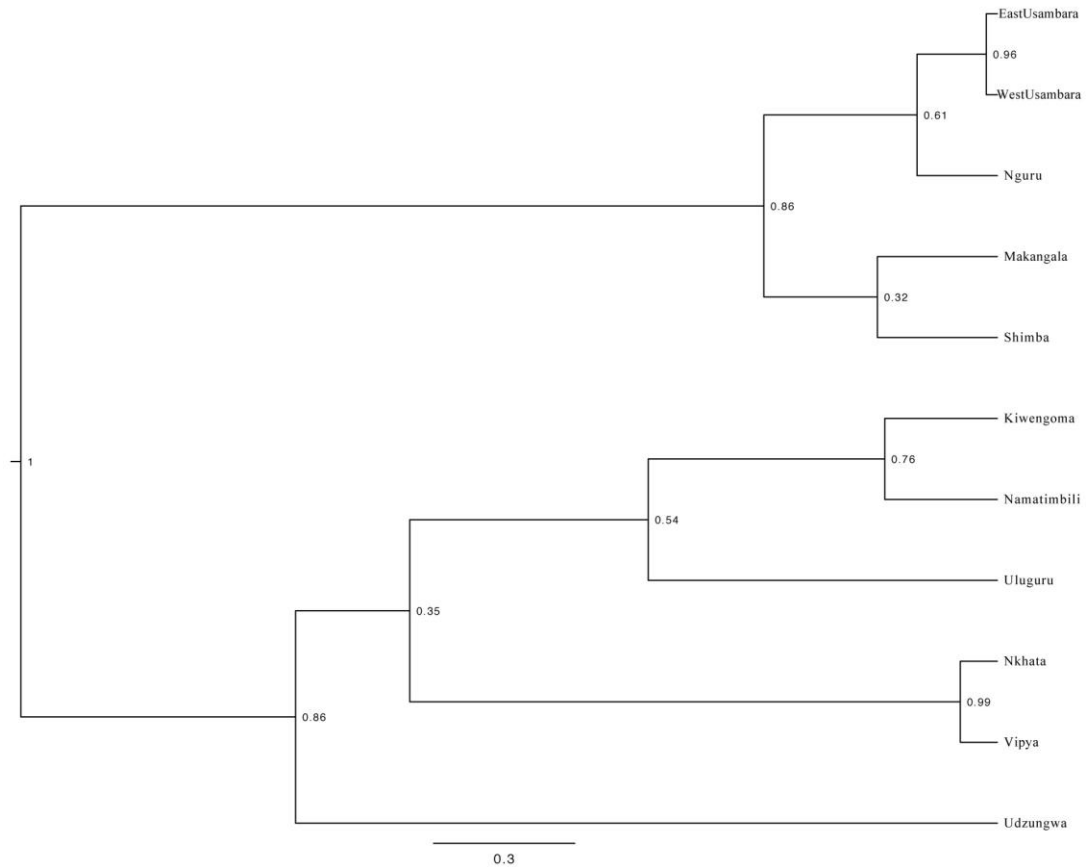 EastUsambara
0.96
WestUsambara
0.61
Nguru
0.86
Makangala
0.32
Shimba
Kiwengoma
1
0.76
Namatimbili
0.54
Uluguru
0.35
Nkhata
0.99
0.86
Vipya
Udzungwa
0.3